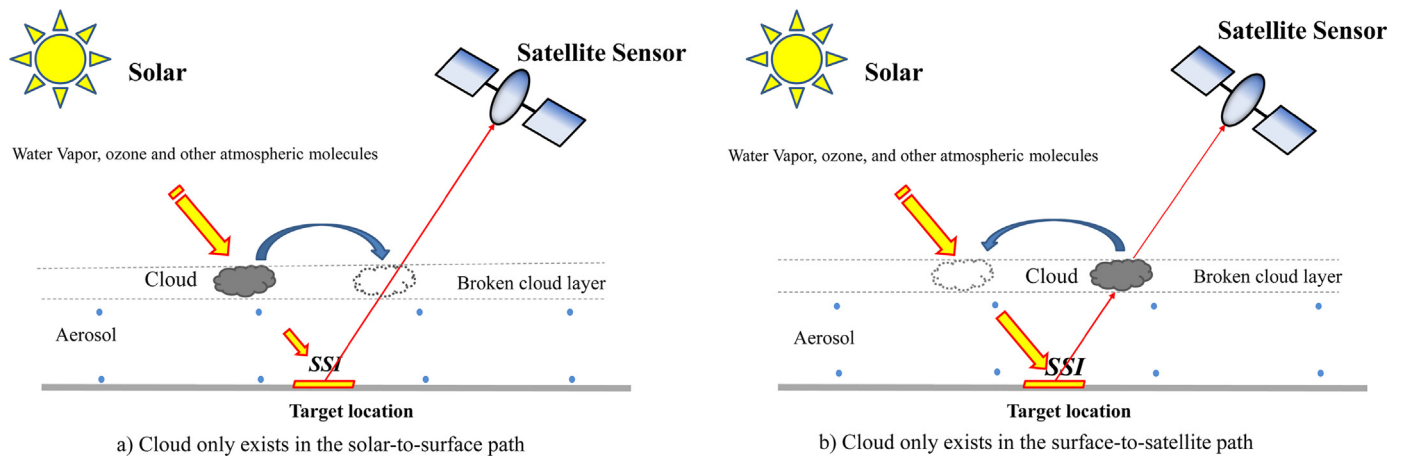 Solar
Satellite Sensor
Water Vapor, ozone and other atmospheric molecules
Cloud
Broken cloud layer
Aerosol
SSI
Target location
a) Cloud only exists in the solar-to-surface path
Solar
Satellite Sensor
Water Vapor, ozone, and other atmospheric molecules
Cloud
Broken cloud layer
Aerosol
SSI
Target location
b) Cloud only exists in the surface-to-satellite path